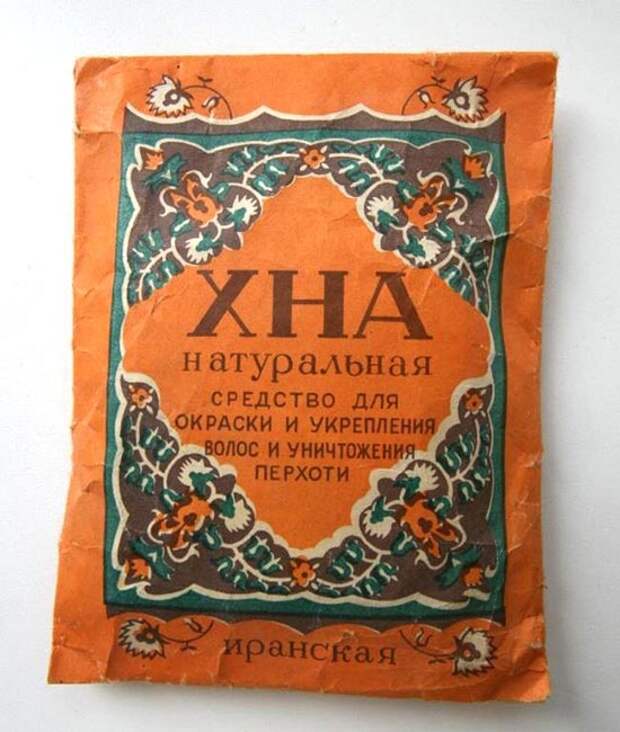 ХНА
натуральная
СРЕДСТВО ДЛЯ
ОКРАСКИ И УКРЕПЛЕНИЯ
ВОЛОС И УНИЧТОЖЕНИЯ
ПЕРХОТИ
иранская